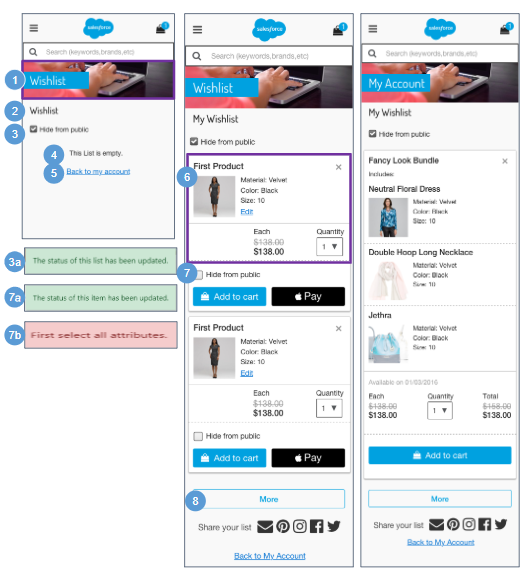 salesforce
1
Search (keywords,brands,etc)
1
Wishlist
2
Wishlist
3
Hide from public
4
This List is empty.
5
Back to my account
3a
The status of this list has been updated.
7a
The status of this item has been updated.
7b
First select all attributes.
salesforce
1
Search (keywords,brands,etc)
Wishlist
My Wishlist
Hide from public
6
First Product
×
Material: Velvet
Color: Black
Size: 10
Edit
Each
Quantity
$138.00
$138.00
1 ▼
7
Hide from public
Add to cart
Pay
First Product
×
Material: Velvet
Color: Black
Size: 10
Edit
Each
Quantity
$138.00
$138.00
1 ▼
Hide from public
Add to cart
Pay
8
More
Share your list
Back to My Account
salesforce
1
Search (keywords,brands,etc)
My Account
My Wishlist
Hide from public
Fancy Look Bundle
×
Includes:
Neutral Floral Dress
Material: Velvet
Color: Black
Size: 10
Double Hoop Long Necklace
Material: Velvet
Color: Black
Size: 10
Jethra
Material: Velvet
Color: Black
Size: 10
Available on 01/03/2016
Each
Quantity
Total
$138.00
$138.00
1 ▼
$158.00
$138.00
Add to cart
More
Share your list
Back to My Account